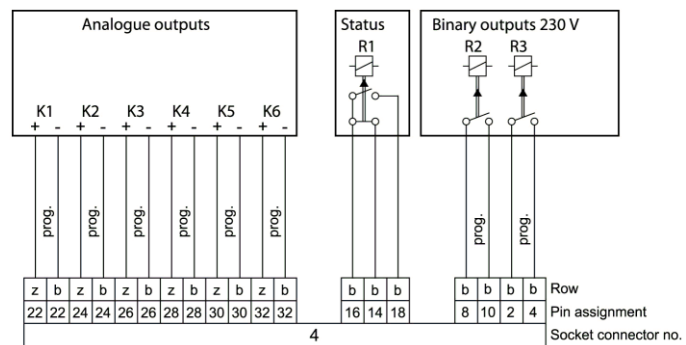 Analogue outputs
Status
Binary outputs 230 V
R1
R2 R3
K1 K2 K3 K4 K5 K6
+ - + - + - + - + - + -
prog. prog. prog. prog. prog. prog. prog. prog.
z b z b z b z b z b z b b b b b b b b Row
22 22 24 24 26 26 28 28 30 30 32 32 16 14 18 8 10 2 4 Pin assignment
4 Socket connector no.